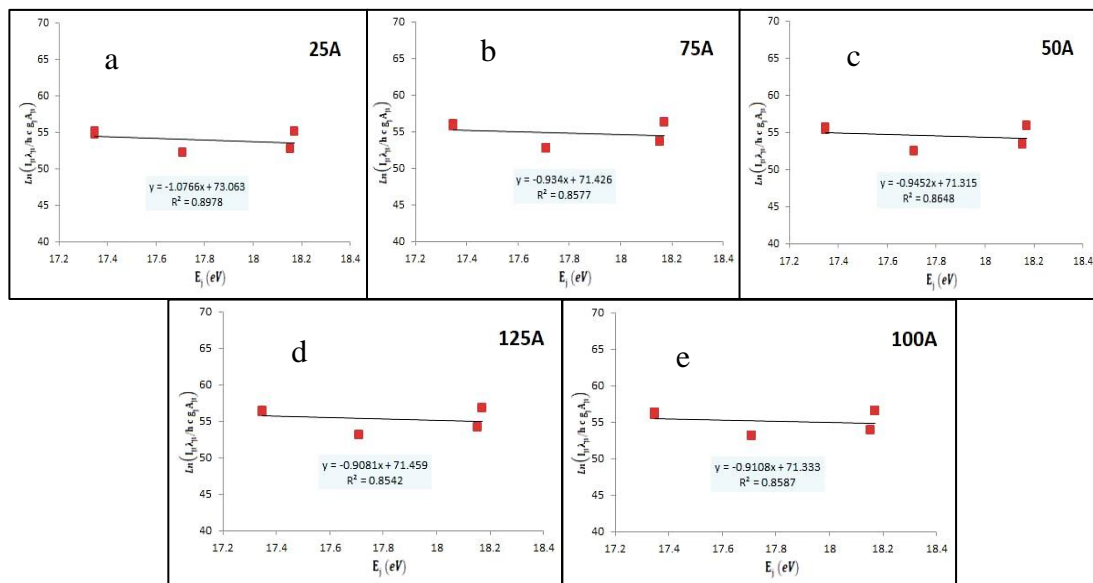 a
25A
70
65
60
55
50
45
40
y = -1.0766x + 73.063
R² = 0.8978
17.2 17.4 17.6 17.8 18 18.2 18.4
E_j (eV)
b
75A
70
65
60
55
50
45
40
y = -0.934x + 71.426
R² = 0.8577
17.2 17.4 17.6 17.8 18 18.2 18.4
E_j (eV)
c
50A
70
65
60
55
50
45
40
y = -0.9452x + 71.315
R² = 0.8648
17.2 17.4 17.6 17.8 18 18.2 18.4
E_j (eV)
d
125A
70
65
60
55
50
45
40
y = -0.9081x + 71.459
R² = 0.8542
17.2 17.4 17.6 17.8 18 18.2 18.4
E_j (eV)
e
100A
70
65
60
55
50
45
40
y = -0.9108x + 71.333
R² = 0.8587
17.2 17.4 17.6 17.8 18 18.2 18.4
E_j (eV)